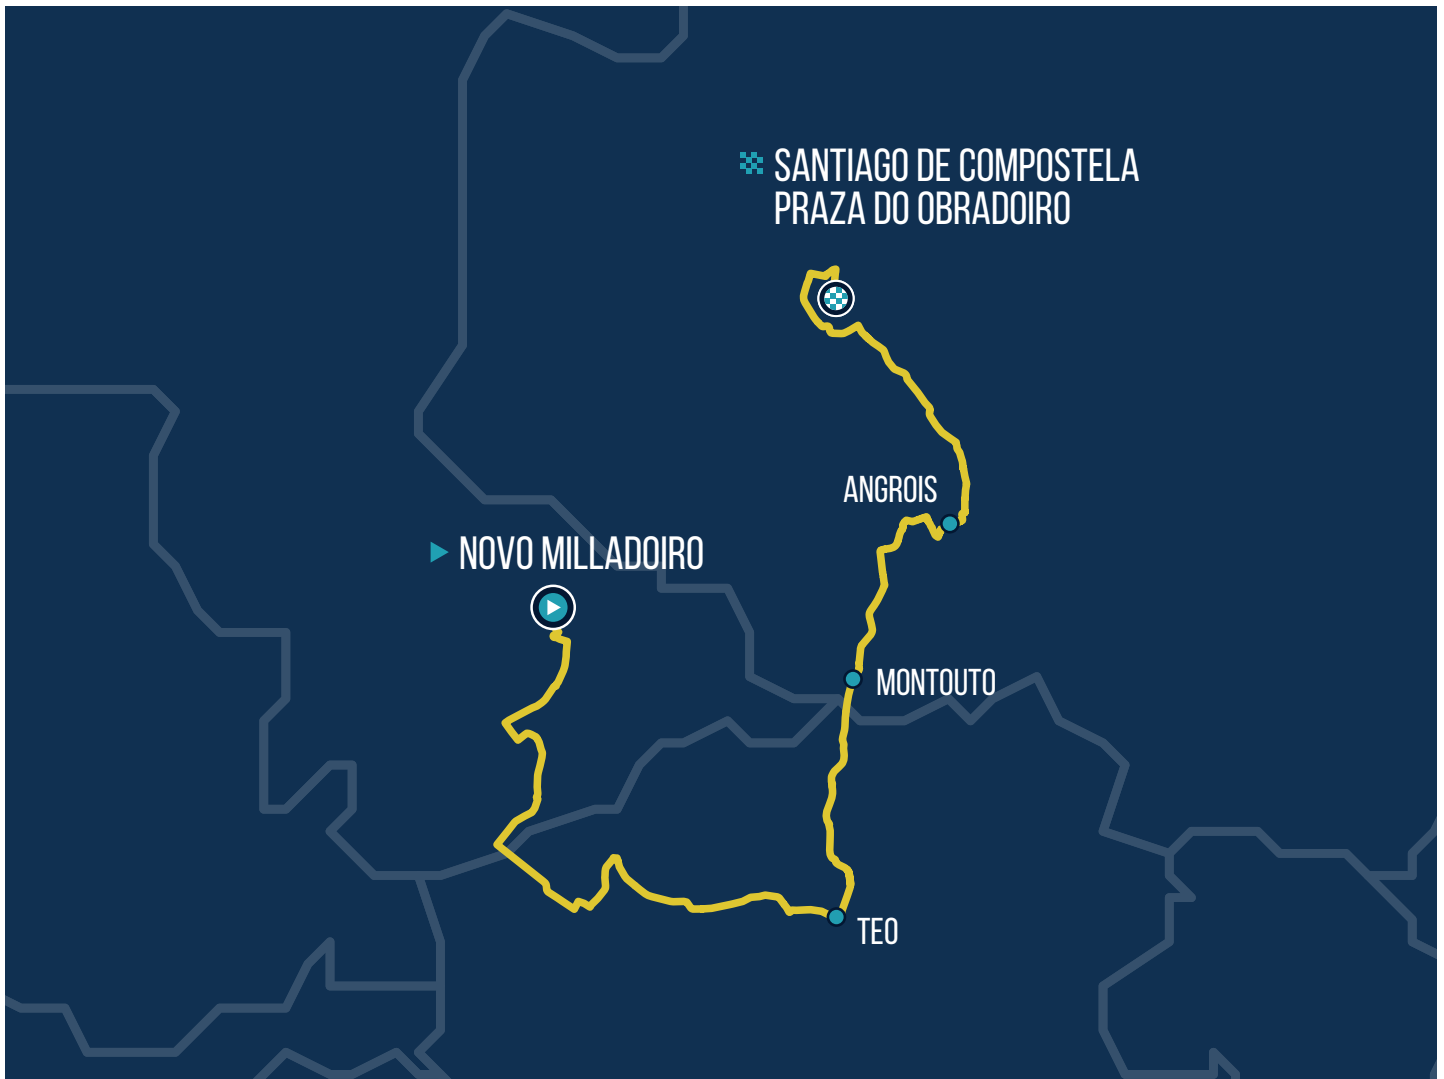 SANTIAGO DE COMPOSTELA
PRAZA DO OBRADOIRO
ANGROIS
NOVO MILLADOIRO
MONTOUTO
TEO